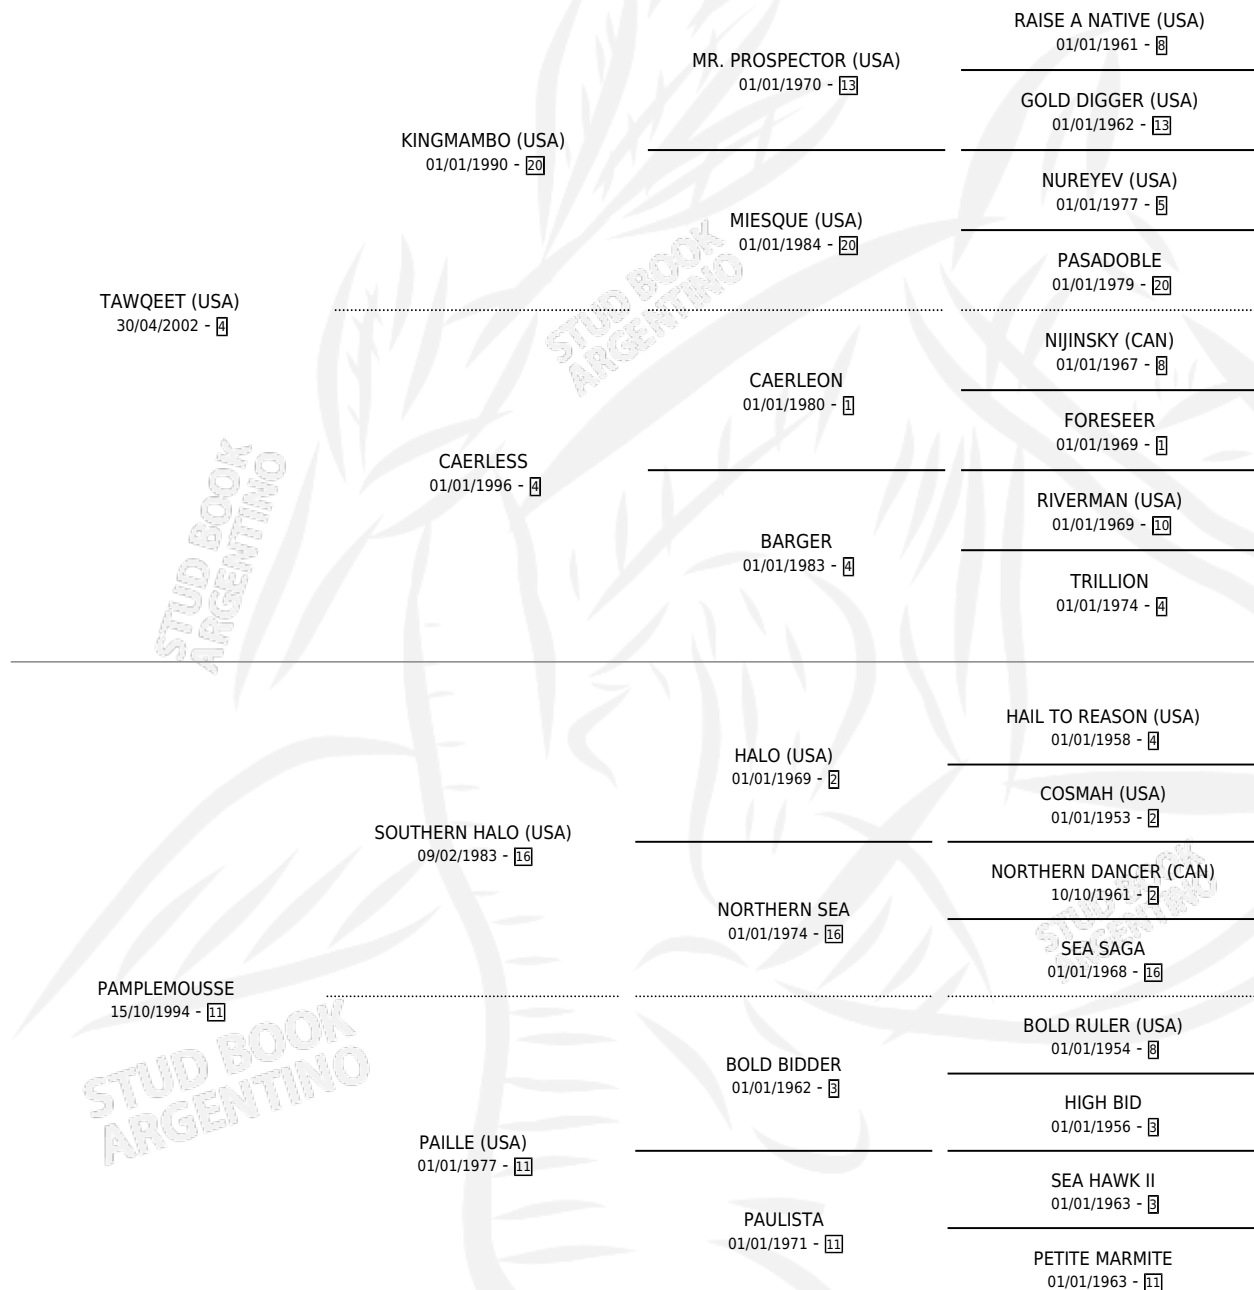 RAISE A NATIVE (USA)
01/01/1961 - 8
MR. PROSPECTOR (USA)
01/01/1970 - 13
GOLD DIGGER (USA)
01/01/1962 - 13
KINGMAMBO (USA)
01/01/1990 - 20
NUREYEV (USA)
01/01/1977 - 5
MIESQUE (USA)
01/01/1984 - 20
PASADOBLE
01/01/1979 - 20
TAWQEET (USA)
30/04/2002 - 4
NIJINSKY (CAN)
01/01/1967 - 8
CAERLEON
01/01/1980 - 1
FORESEER
01/01/1969 - 1
CAERLESS
01/01/1996 - 4
RIVERMAN (USA)
01/01/1969 - 10
BARGER
01/01/1983 - 4
TRILLION
01/01/1974 - 4
HAIL TO REASON (USA)
01/01/1958 - 4
HALO (USA)
01/01/1969 - 2
COSMAH (USA)
01/01/1953 - 2
SOUTHERN HALO (USA)
09/02/1983 - 16
NORTHERN DANCER (CAN)
10/10/1961 - 2
NORTHERN SEA
01/01/1974 - 16
SEA SAGA
01/01/1968 - 16
PAMPLEMOUSSE
15/10/1994 - 11
BOLD RULER (USA)
01/01/1954 - 8
BOLD BIDDER
01/01/1962 - 3
HIGH BID
01/01/1956 - 3
PAILLE (USA)
01/01/1977 - 11
SEA HAWK II
01/01/1963 - 3
PAULISTA
01/01/1971 - 11
PETITE MARMITE
01/01/1963 - 11
STUD BOOK
ARGENTINO
STUD BOOK
ARGENTINO
STUD BOOK
ARGENTINO
STUD BOOK
ARGENTINO